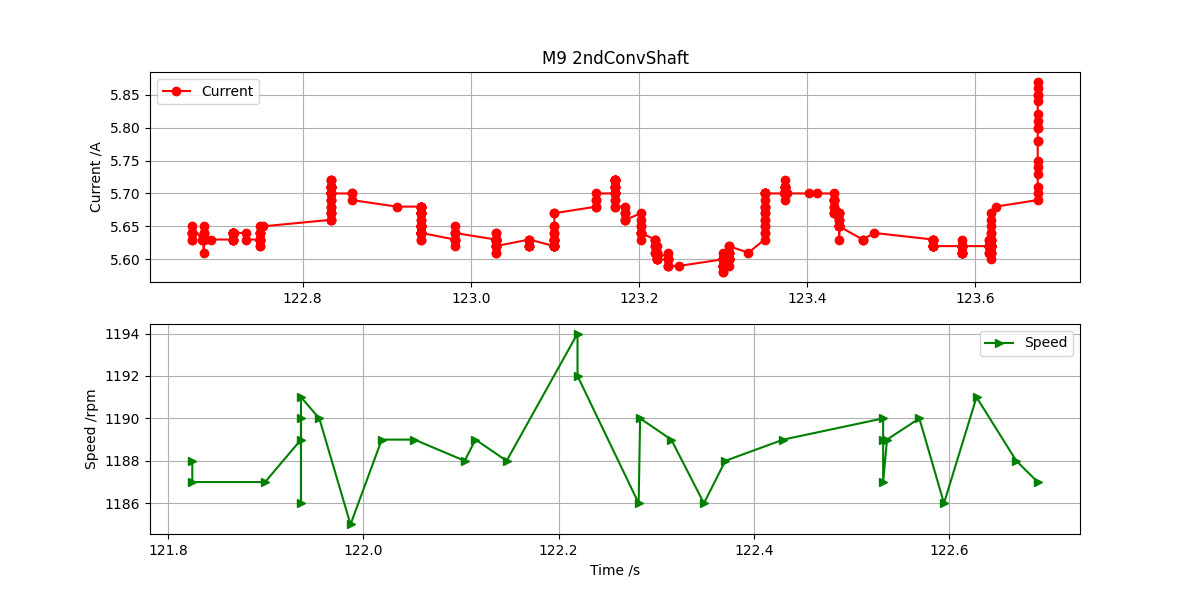 M9 2ndConvShaft
Current /A
5.85
5.80
5.75
5.70
5.65
5.60
Current
122.8 123.0 123.2 123.4 123.6
Speed /rpm
1194
1192
1190
1188
1186
Speed
121.8 122.0 122.2 122.4 122.6
Time /s